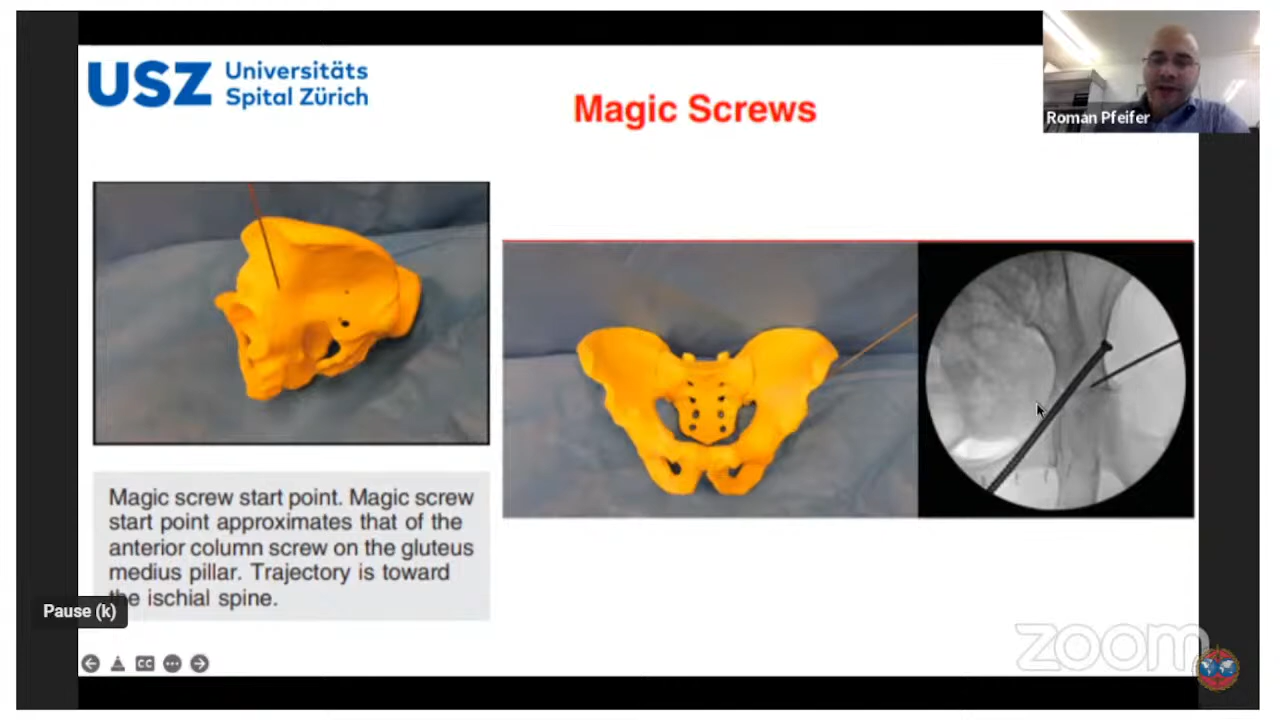 USZ Universitäts
Spital Zürich
Magic Screws
Roman Pfeifer
Magic screw start point. Magic screw
start point approximates that of the
anterior column screw on the gluteus
medius pillar. Trajectory is toward
the ischial spine.
Pause (k)
CC
zoom